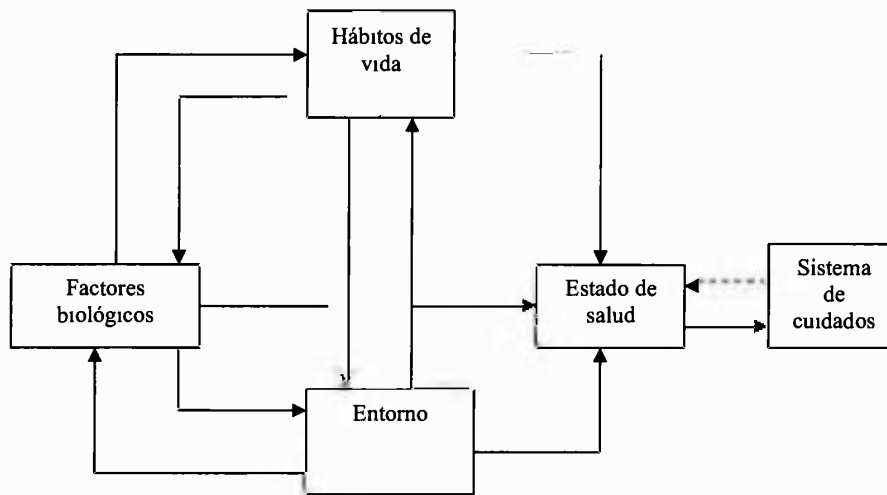 Hábitos de
vida
Factores
biológicos
Estado de
salud
Sistema
de
cuidados
Entorno